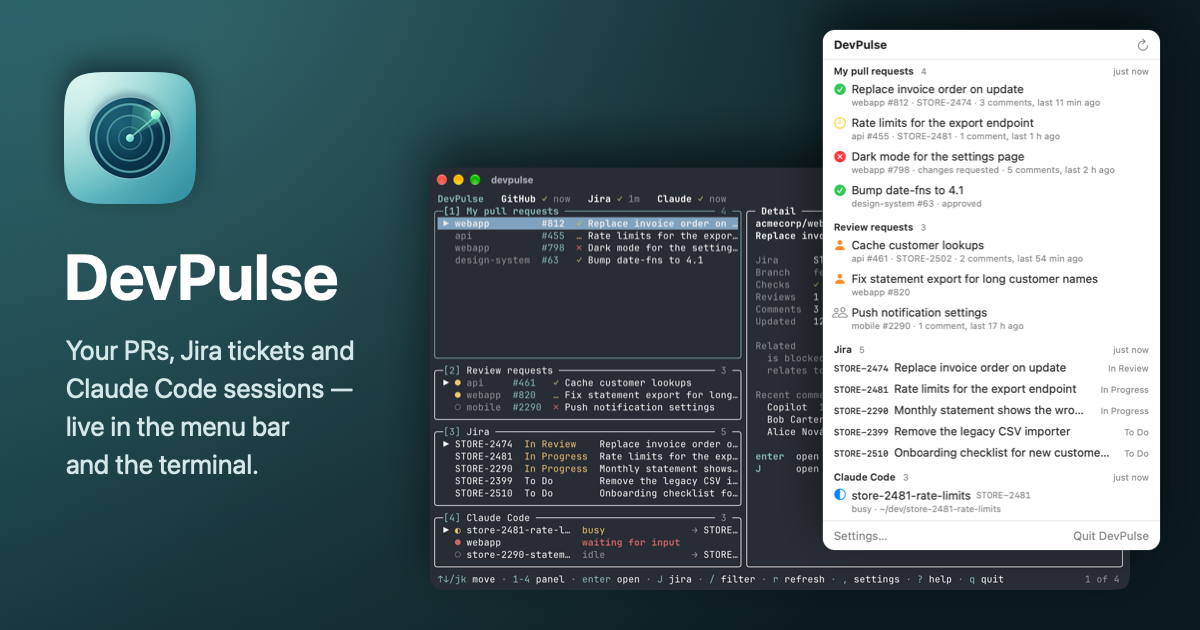 DevPulse
Your PRs, Jira tickets and
Claude Code sessions —
live in the menu bar
and the terminal.
devpulse
DevPulse GitHub ✓ now Jira ✓ 1m Claude ✓ now
[1] My pull requests 4
▶ webapp #812 ✓ Replace invoice order on …
api #455 … Rate limits for the expor…
webapp #798 ✕ Dark mode for the setting…
design-system #63 ✓ Bump date-fns to 4.1
[2] Review requests 3
▶ ● api #461 ✓ Cache customer lookups
● webapp #820 … Fix statement export for long…
○ mobile #2290 ✕ Push notification settings
[3] Jira 5
▶ STORE-2474 In Review Replace invoice order o…
STORE-2481 In Progress Rate limits for the exp…
STORE-2290 In Progress Monthly statement shows…
STORE-2399 To Do Remove the legacy CSV i…
STORE-2510 To Do Onboarding checklist fo…
[4] Claude Code 3
▶ ◐ store-2481-rate-l… busy → STORE…
● webapp waiting for input
○ store-2290-statem… idle → STORE…
Detail
acmecorp/web
Replace invo
Jira ST
Branch fe
Checks ✓
Reviews 1
Comments 3
Updated 12
Related
is blocked
relates to
Recent comme
Copilot
Bob Carter
Alice Nova
enter open
J open
↑↓/jk move · 1-4 panel · enter open · J jira · / filter · r refresh · , settings · ? help · q quit 1 of 4
DevPulse
My pull requests 4 just now
Replace invoice order on update
webapp #812 · STORE-2474 · 3 comments, last 11 min ago
Rate limits for the export endpoint
api #455 · STORE-2481 · 1 comment, last 1 h ago
Dark mode for the settings page
webapp #798 · changes requested · 5 comments, last 2 h ago
Bump date-fns to 4.1
design-system #63 · approved
Review requests 3
Cache customer lookups
api #461 · STORE-2502 · 2 comments, last 54 min ago
Fix statement export for long customer names
webapp #820
Push notification settings
mobile #2290 · 1 comment, last 17 h ago
Jira 5 just now
STORE-2474 Replace invoice order on update In Review
STORE-2481 Rate limits for the export endpoint In Progress
STORE-2290 Monthly statement shows the wro... In Progress
STORE-2399 Remove the legacy CSV importer To Do
STORE-2510 Onboarding checklist for new custome... To Do
Claude Code 3 just now
store-2481-rate-limits STORE-2481
busy · ~/dev/store-2481-rate-limits
Settings... Quit DevPulse